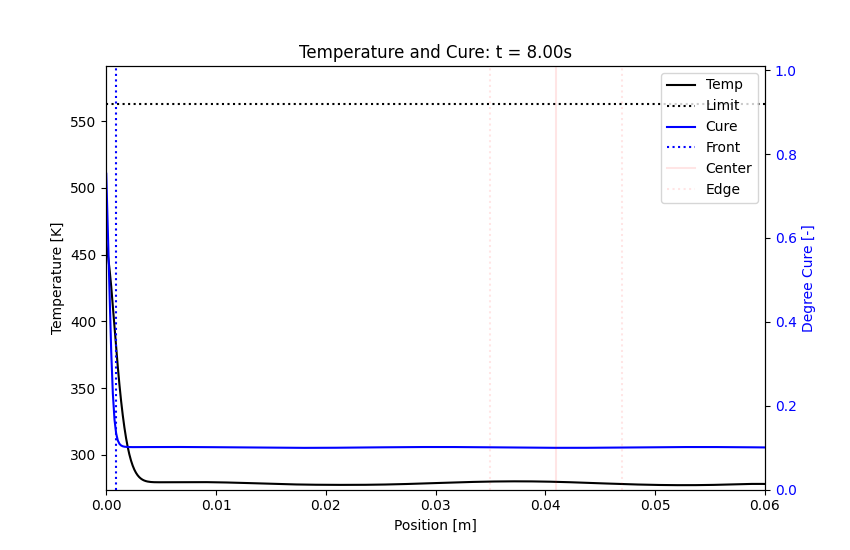 Temperature and Cure: t = 8.00s
Temp
Limit
Cure
Front
Center
Edge
550
500
450
400
350
300
Temperature [K]
1.0
0.8
0.6
0.4
0.2
0.0
Degree Cure [-]
0.00 0.01 0.02 0.03 0.04 0.05 0.06
Position [m]